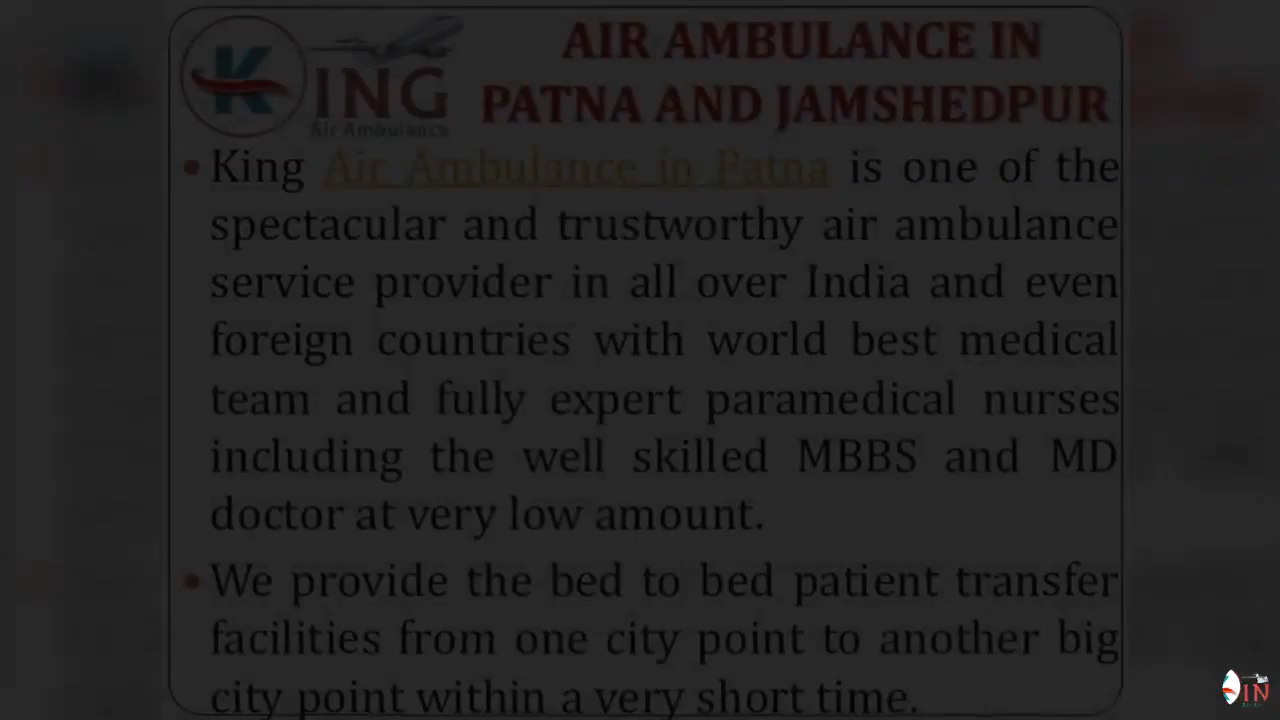 KING
Air Ambulance
AIR AMBULANCE IN
PATNA AND JAMSHEDPUR
• King Air Ambulance in Patna is one of the
spectacular and trustworthy air ambulance
service provider in all over India and even
foreign countries with world best medical
team and fully expert paramedical nurses
including the well skilled MBBS and MD
doctor at very low amount.
• We provide the bed to bed patient transfer
facilities from one city point to another big
city point within a very short time.
IN